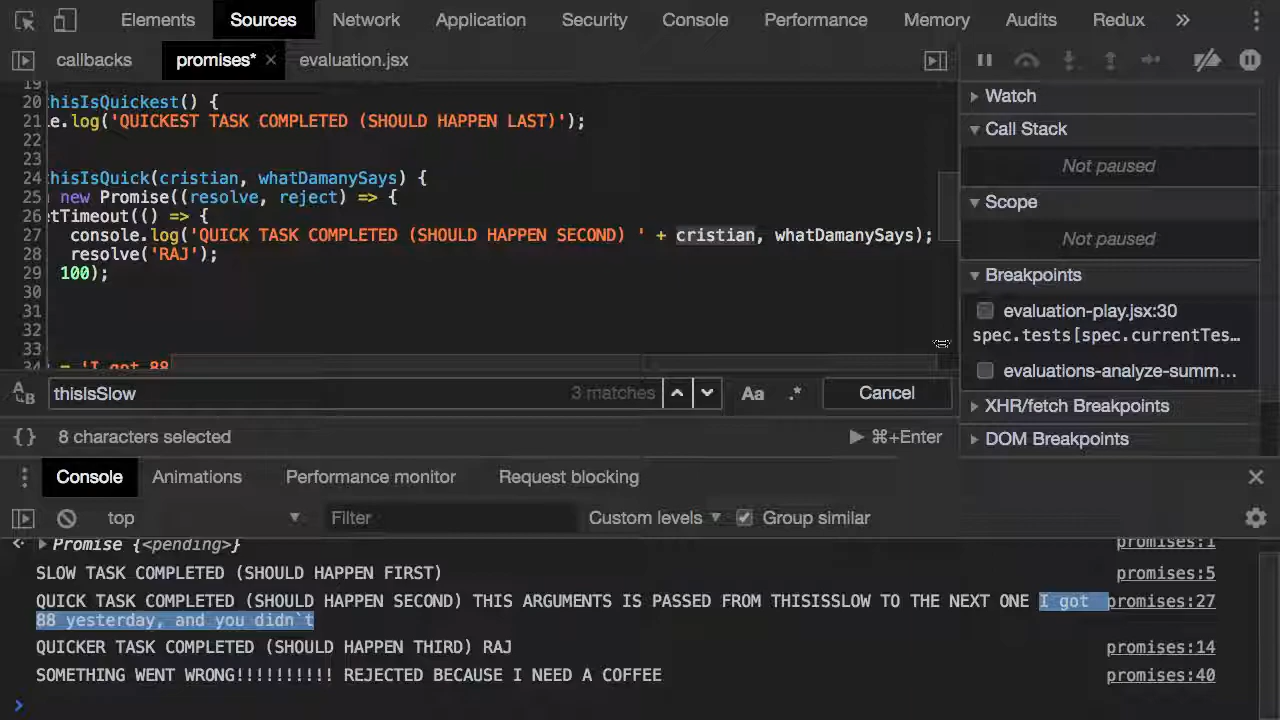 Elements Sources Network Application Security Console Performance Memory Audits Redux »
callbacks promises* × evaluation.jsx
19
20 hisIsQuickest() {
21 e.log('QUICKEST TASK COMPLETED (SHOULD HAPPEN LAST)');
22
23
24 hisIsQuick(cristian, whatDamanySays) {
25 new Promise((resolve, reject) => {
26 etTimeout(() => {
27 console.log('QUICK TASK COMPLETED (SHOULD HAPPEN SECOND) ' + cristian, whatDamanySays);
28 resolve('RAJ');
29 100);
30
31
32
33
34 = 'I got 88
Watch
Call Stack
Not paused
Scope
Not paused
Breakpoints
evaluation-play.jsx:30
spec.tests[spec.currentTes…
evaluations-analyze-summ…
XHR/fetch Breakpoints
DOM Breakpoints
thisIsSlow 3 matches Aa .* Cancel
{} 8 characters selected ⌘+Enter
Console Animations Performance monitor Request blocking ×
top Filter Custom levels Group similar
Promise {<pending>} promises:1
SLOW TASK COMPLETED (SHOULD HAPPEN FIRST) promises:5
QUICK TASK COMPLETED (SHOULD HAPPEN SECOND) THIS ARGUMENTS IS PASSED FROM THISISSLOW TO THE NEXT ONE I got promises:27
88 yesterday, and you didn`t
QUICKER TASK COMPLETED (SHOULD HAPPEN THIRD) RAJ promises:14
SOMETHING WENT WRONG!!!!!!!!!! REJECTED BECAUSE I NEED A COFFEE promises:40
>